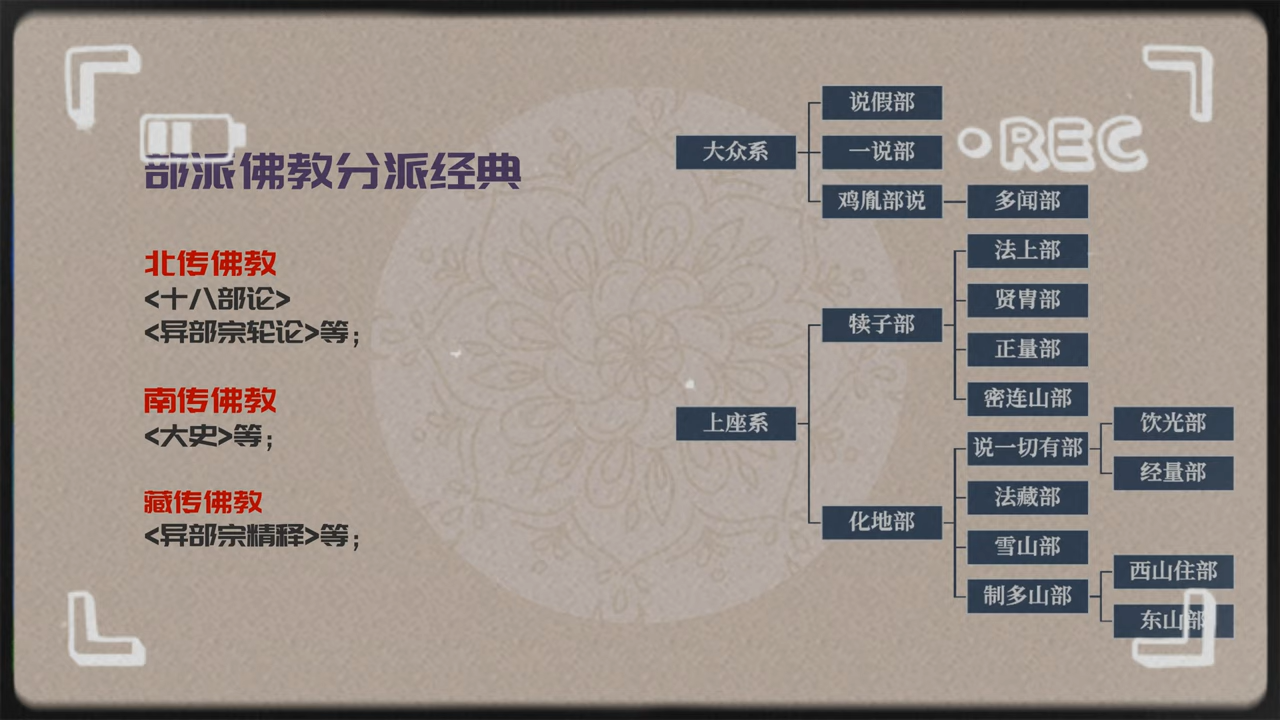 REC
部派佛教分派经典
北传佛教
<十八部论>
<异部宗轮论>等；
南传佛教
<大史>等；
藏传佛教
<异部宗精释>等；
大众系
说假部
一说部
鸡胤部说
多闻部
上座系
犊子部
法上部
贤胄部
正量部
密连山部
化地部
说一切有部
饮光部
经量部
法藏部
雪山部
制多山部
西山住部
东山部